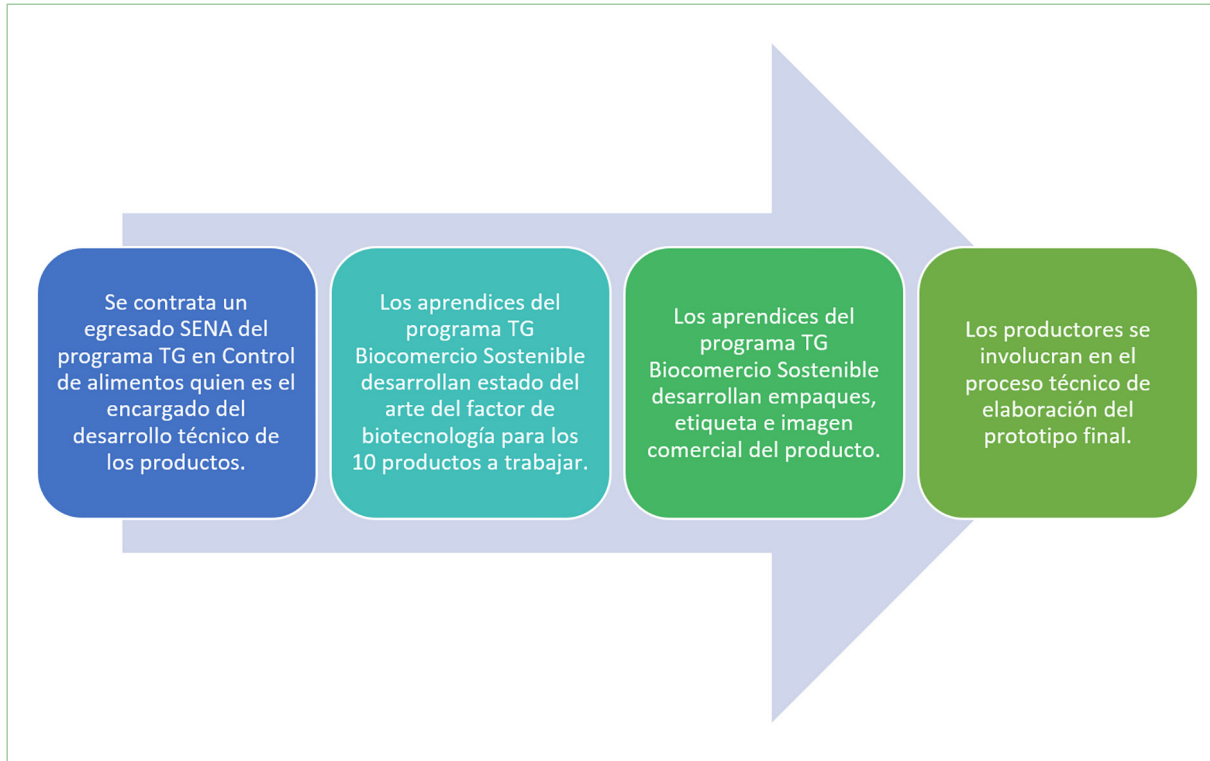 Se contrata un
egresado SENA del
programa TG en Control
de alimentos quien es el
encargado del
desarrollo técnico de
los productos.
Los aprendices del
programa TG
Biocomercio Sostenible
desarrollan estado del
arte del factor de
biotecnología para los
10 productos a trabajar.
Los aprendices del
programa TG
Biocomercio Sostenible
desarrollan empaques,
etiqueta e imagen
comercial del producto.
Los productores se
involucran en el
proceso técnico de
elaboración del
prototipo final.